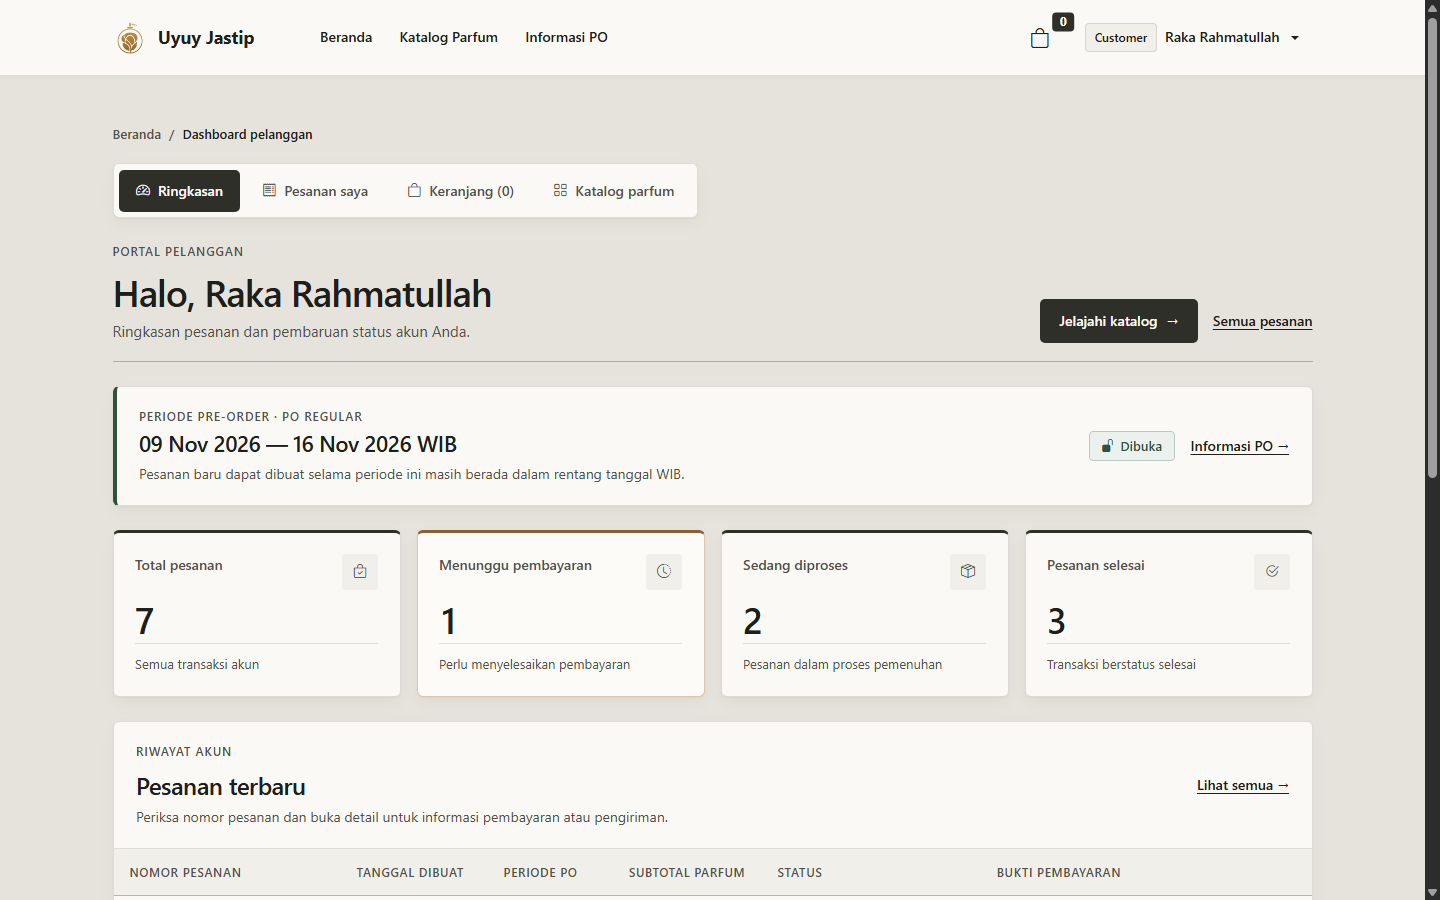 Uyuy Jastip
Beranda
Katalog Parfum
Informasi PO
0
Customer
Raka Rahmatullah
Beranda / Dashboard pelanggan
Ringkasan
Pesanan saya
Keranjang (0)
Katalog parfum
PORTAL PELANGGAN
Halo, Raka Rahmatullah
Ringkasan pesanan dan pembaruan status akun Anda.
Jelajahi katalog →
Semua pesanan
PERIODE PRE-ORDER · PO REGULAR
09 Nov 2026 — 16 Nov 2026 WIB
Pesanan baru dapat dibuat selama periode ini masih berada dalam rentang tanggal WIB.
Dibuka
Informasi PO →
Total pesanan
7
Semua transaksi akun
Menunggu pembayaran
1
Perlu menyelesaikan pembayaran
Sedang diproses
2
Pesanan dalam proses pemenuhan
Pesanan selesai
3
Transaksi berstatus selesai
RIWAYAT AKUN
Pesanan terbaru
Periksa nomor pesanan dan buka detail untuk informasi pembayaran atau pengiriman.
Lihat semua →
NOMOR PESANAN
TANGGAL DIBUAT
PERIODE PO
SUBTOTAL PARFUM
STATUS
BUKTI PEMBAYARAN